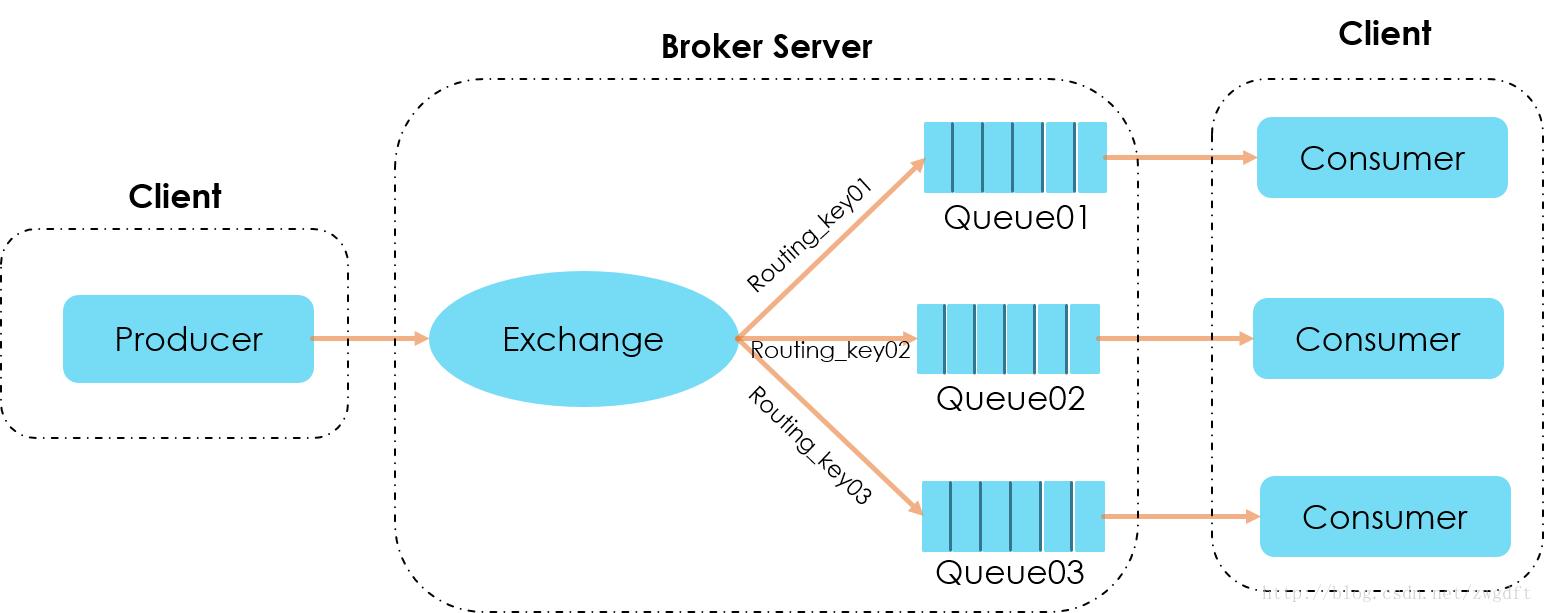 Broker Server
Client
Client
Producer
Exchange
Routing_key01
Routing_key02
Routing_key03
Queue01
Queue02
Queue03
Consumer
Consumer
Consumer
http://blog.csdn.net/zwgdft